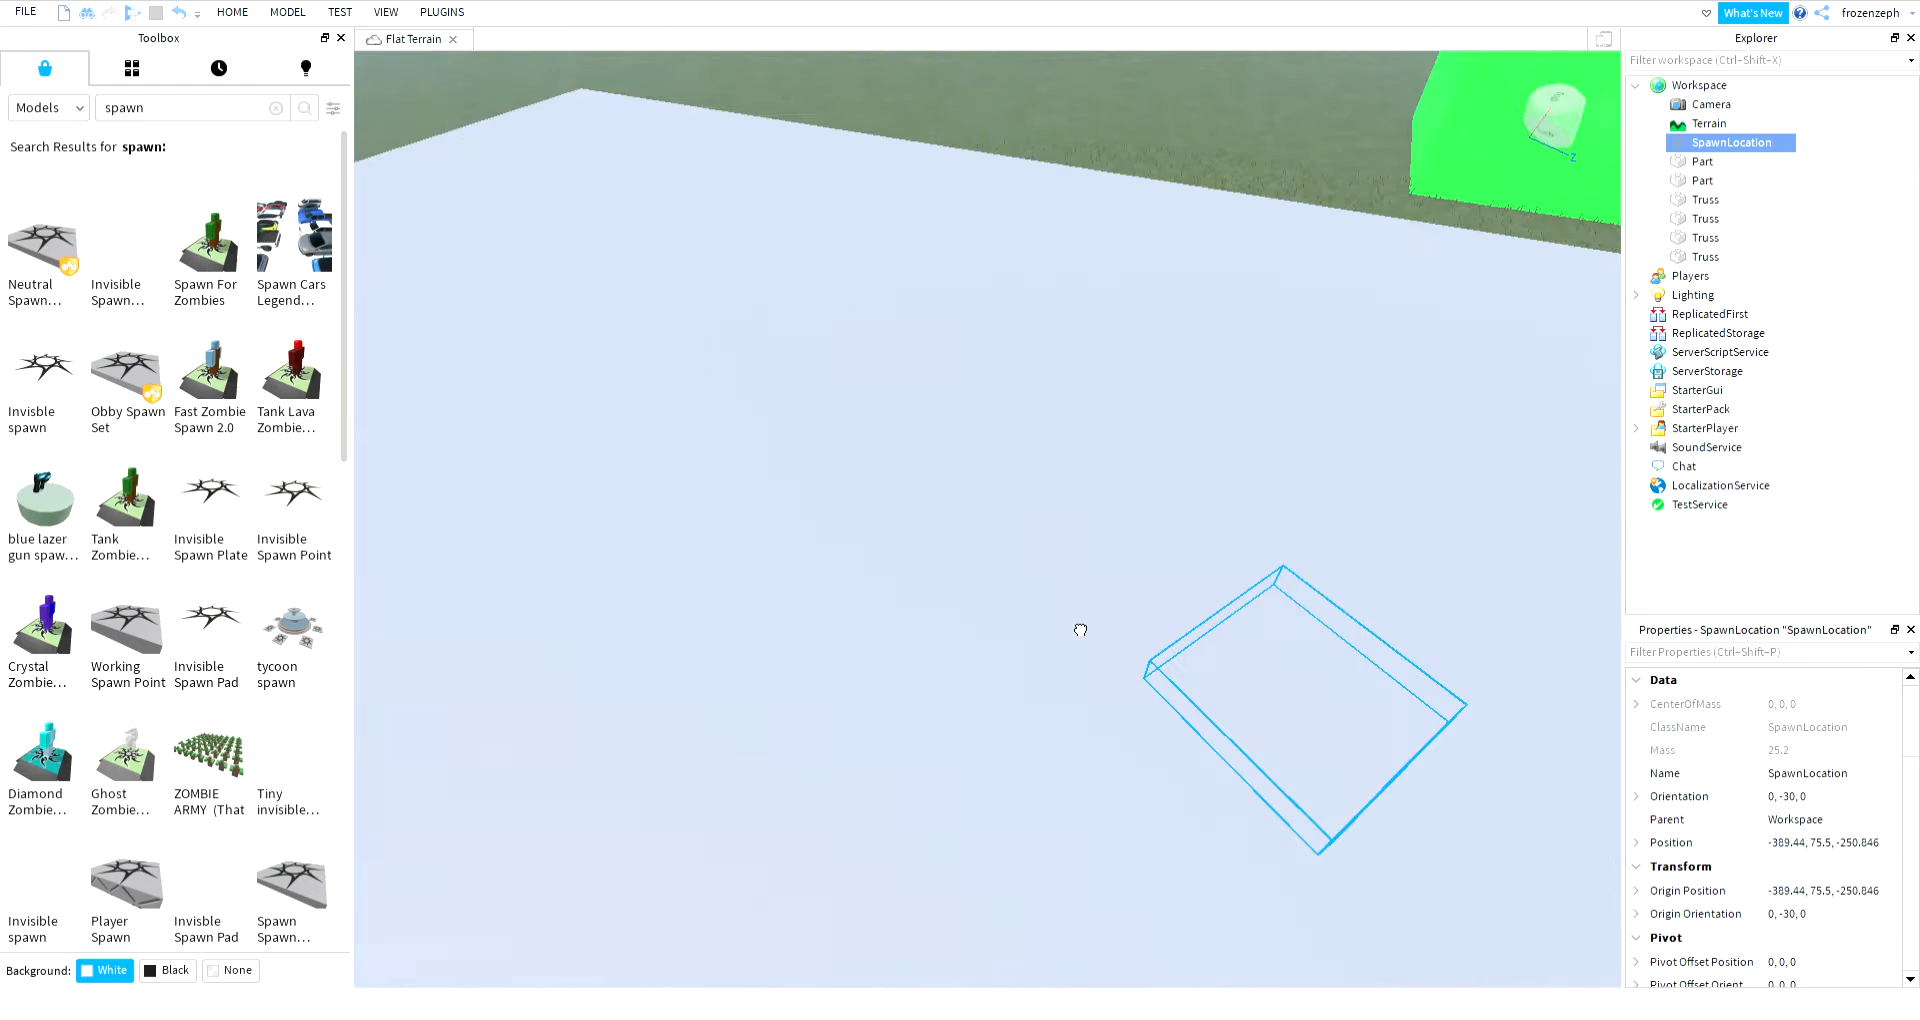 FILE HOME MODEL TEST VIEW PLUGINS What's New frozenzeph
Toolbox
Flat Terrain
Explorer
Models spawn
Search Results for spawn:
Neutral Spawn...
Invisible Spawn...
Spawn For Zombies
Spawn Cars Legend...
Invisble spawn
Obby Spawn Set
Fast Zombie Spawn 2.0
Tank Lava Zombie...
blue lazer gun spaw...
Tank Zombie...
Invisible Spawn Plate
Invisible Spawn Point
Crystal Zombie...
Working Spawn Point
Invisible Spawn Pad
tycoon spawn
Diamond Zombie...
Ghost Zombie...
ZOMBIE ARMY (That
Tiny invisible...
Invisible spawn
Player Spawn
Invisble Spawn Pad
Spawn Spawn...
Background: White Black None
Z
Filter workspace (Ctrl+Shift+X)
Workspace
Camera
Terrain
SpawnLocation
Part
Part
Truss
Truss
Truss
Truss
Players
Lighting
ReplicatedFirst
ReplicatedStorage
ServerScriptService
ServerStorage
StarterGui
StarterPack
StarterPlayer
SoundService
Chat
LocalizationService
TestService
Properties - SpawnLocation "SpawnLocation"
Filter Properties (Ctrl+Shift+P)
Data
CenterOfMass 0, 0, 0
ClassName SpawnLocation
Mass 25.2
Name SpawnLocation
Orientation 0, -30, 0
Parent Workspace
Position -389.44, 75.5, -250.846
Transform
Origin Position -389.44, 75.5, -250.846
Origin Orientation 0, -30, 0
Pivot
Pivot Offset Position 0, 0, 0
Pivot Offset Orient 0, 0, 0